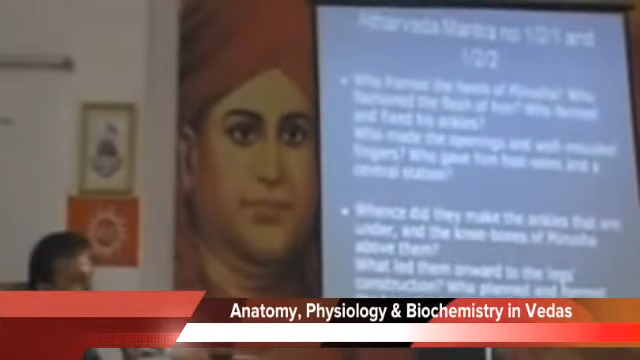 Atharveda Mantra no 1/2/1 and
1/2/2
Who framed the heels of Purusha? Who
fashioned the flesh of him? Who formed
and fixed his ankles?
Who made the openings and well-moulded
fingers? Who gave him foot-soles and a
central station?
Whence did they make the ankles that are
under, and the knee-bones of Purusha
above them?
What led them onward to the legs'
construction? Who planned and formed
Anatomy, Physiology & Biochemistry in Vedas